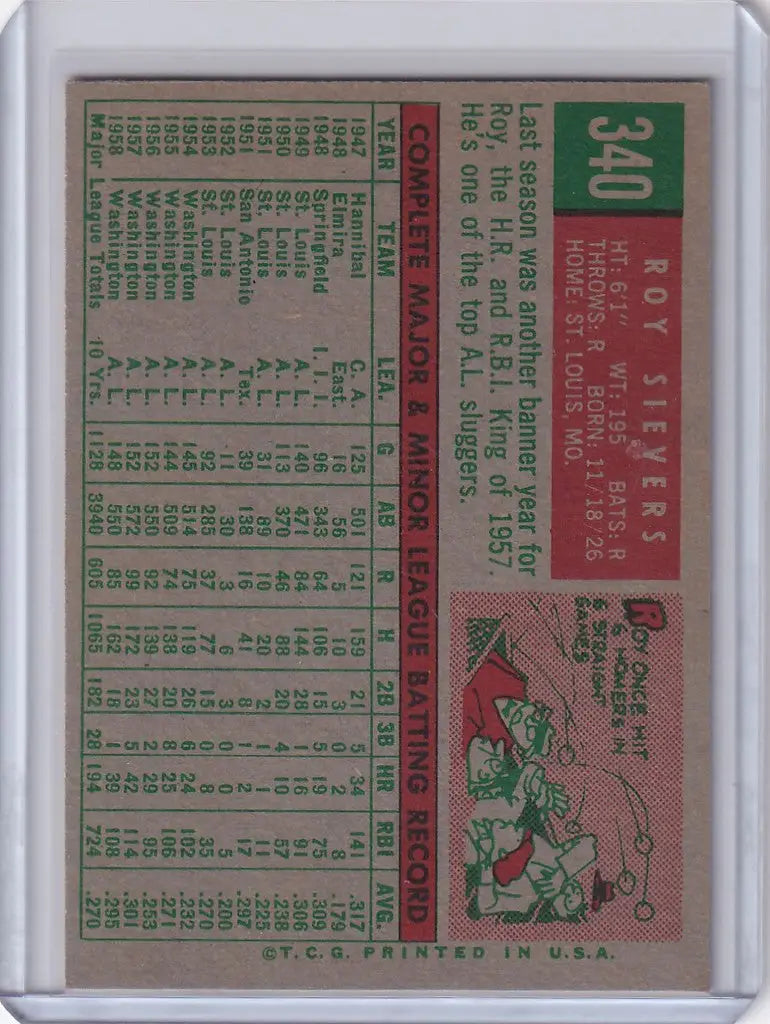 340
ROY SIEVERS
HT: 6'1" WT: 195 BATS: R
THROWS: R BORN: 11/18/26
HOME: ST. LOUIS, MO.
Last season was another banner year for
Roy, the H.R. and R.B.I. King of 1957.
He's one of the top A.L. sluggers.
ROY ONCE HIT
6 HOMERS IN
6 STRAIGHT
GAMES
COMPLETE MAJOR & MINOR LEAGUE BATTING RECORD
YEAR TEAM LEA. G AB R H 2B 3B HR RBI AVG.
1947 Hannibal C. A. 125 501 121 159 21 5 34 141 .317
1948 Elmira East. 16 56 5 10 3 0 2 8 .179
1948 Springfield I. I. I. 96 343 64 106 15 5 19 75 .309
1949 St. Louis A. L. 140 471 84 144 28 1 16 91 .306
1950 St. Louis A. L. 113 370 46 88 20 4 10 57 .238
1951 St. Louis A. L. 31 89 10 20 2 1 1 11 .225
1951 San Antonio Tex. 39 138 16 41 8 1 2 17 .297
1952 St. Louis A. L. 11 30 3 6 3 0 0 5 .200
1953 St. Louis A. L. 92 285 37 77 15 0 8 35 .270
1954 Washington A. L. 145 514 75 119 26 6 24 102 .232
1955 Washington A. L. 144 509 74 138 20 8 25 106 .271
1956 Washington A. L. 152 550 92 139 27 2 29 95 .253
1957 Washington A. L. 152 572 99 172 23 5 42 114 .301
1958 Washington A. L. 148 550 85 162 18 1 39 108 .295
Major League Totals 10 Yrs. 1128 3940 605 1065 182 28 194 724 .270
©T. C. G. PRINTED IN U.S.A.